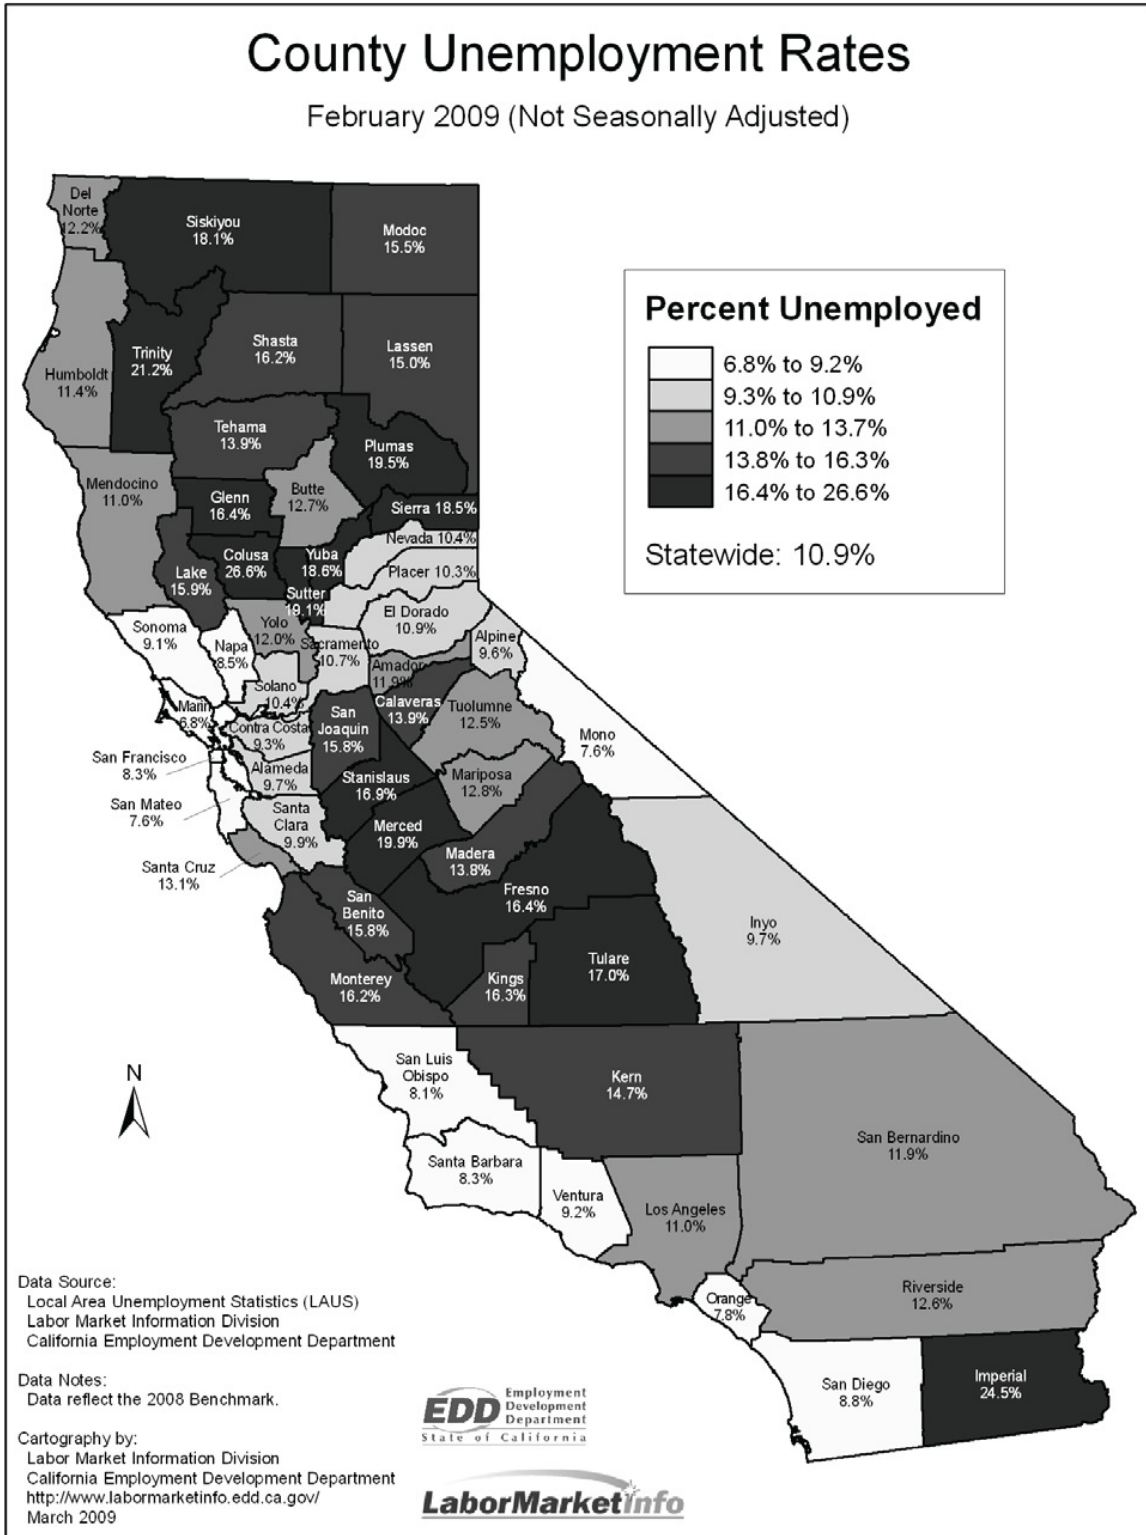 County Unemployment Rates
February 2009 (Not Seasonally Adjusted)
Del
Norte
12.2%
Siskiyou
18.1%
Modoc
15.5%
Humboldt
11.4%
Trinity
21.2%
Shasta
16.2%
Lassen
15.0%
Percent Unemployed
6.8% to 9.2%
9.3% to 10.9%
11.0% to 13.7%
13.8% to 16.3%
16.4% to 26.6%
Statewide: 10.9%
Tehama
13.9%
Plumas
19.5%
Mendocino
11.0%
Glenn
16.4%
Butte
12.7%
Sierra 18.5%
Nevada 10.4%
Lake
15.9%
Colusa
26.6%
Yuba
18.6%
Placer 10.3%
Sutter
19.1%
El Dorado
10.9%
Sonoma
9.1%
Napa
8.5%
Yolo
12.0%
Sacramento
10.7%
Alpine
9.6%
Amador
11.9%
Solano
10.4%
Marin
6.8%
Calaveras
13.9%
Tuolumne
12.5%
Contra Costa
9.3%
San
Joaquin
15.8%
Mono
7.6%
San Francisco
8.3%
Alameda
9.7%
Stanislaus
16.9%
Mariposa
12.8%
San Mateo
7.6%
Santa
Clara
9.9%
Merced
19.9%
Santa Cruz
13.1%
Madera
13.8%
San
Benito
15.8%
Fresno
16.4%
Inyo
9.7%
Monterey
16.2%
Kings
16.3%
Tulare
17.0%
N
San Luis
Obispo
8.1%
Kern
14.7%
San Bernardino
11.9%
Santa Barbara
8.3%
Ventura
9.2%
Los Angeles
11.0%
Orange
7.8%
Riverside
12.6%
San Diego
8.8%
Imperial
24.5%
Data Source:
Local Area Unemployment Statistics (LAUS)
Labor Market Information Division
California Employment Development Department
Data Notes:
Data reflect the 2008 Benchmark.
Cartography by:
Labor Market Information Division
California Employment Development Department
http://www.labormarketinfo.edd.ca.gov/
March 2009
EDD
Employment
Development
Department
State of California
LaborMarketInfo